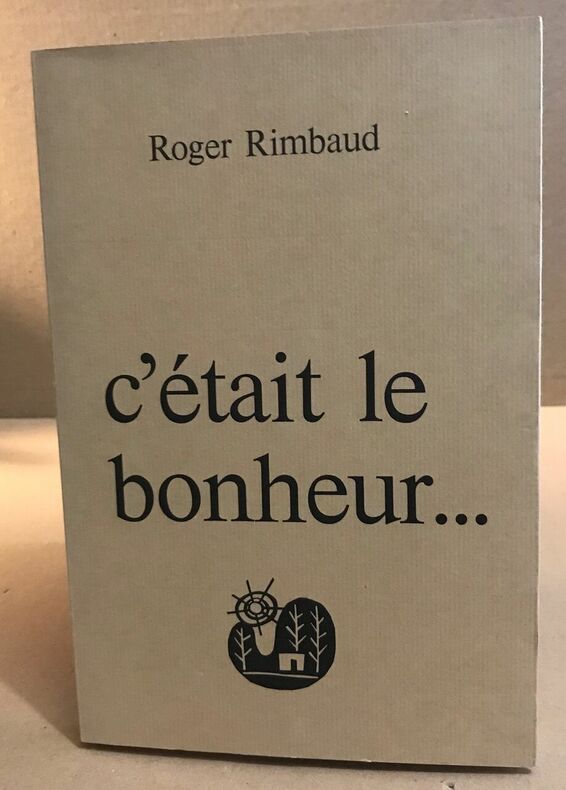 Roger Rimbaud
c'était le
bonheur...